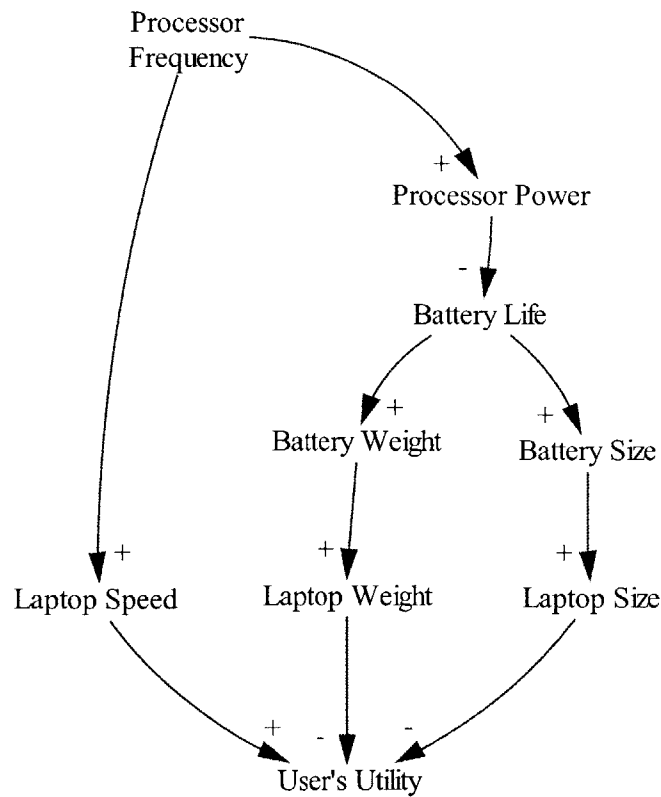 Processor
Frequency
+
Processor Power
-
Battery Life
+
+
Battery Weight
Battery Size
+
+
+
Laptop Speed
Laptop Weight
Laptop Size
+
-
-
User's Utility